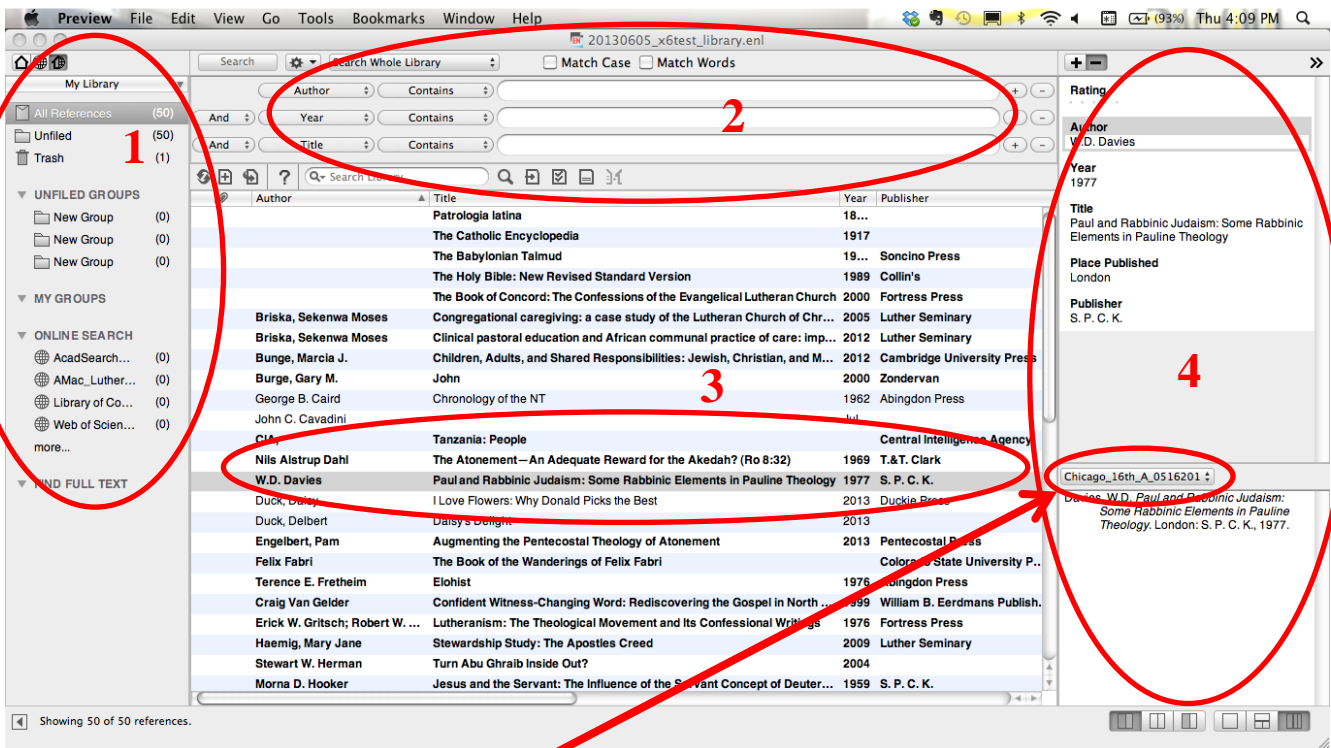 Preview File Edit View Go Tools Bookmarks Window Help (93%) Thu 4:09 PM
20130605_x6test_library.enl
My Library
All References (50)
Unfiled (50)
Trash (1)
1
UNFILED GROUPS
New Group (0)
New Group (0)
New Group (0)
MY GROUPS
ONLINE SEARCH
AcadSearch... (0)
AMac_Luther... (0)
Library of Co... (0)
Web of Scien... (0)
more...
FIND FULL TEXT
Search Search Whole Library Match Case Match Words
Author Contains
And Year Contains
And Title Contains
2
Search Library
Author Title Year Publisher
Patrologia latina 18...
The Catholic Encyclopedia 1917
The Babylonian Talmud 19... Soncino Press
The Holy Bible: New Revised Standard Version 1989 Collin's
The Book of Concord: The Confessions of the Evangelical Lutheran Church 2000 Fortress Press
Briska, Sekenwa Moses Congregational caregiving: a case study of the Lutheran Church of Chr... 2005 Luther Seminary
Briska, Sekenwa Moses Clinical pastoral education and African communal practice of care: imp... 2012 Luther Seminary
Bunge, Marcia J. Children, Adults, and Shared Responsibilities: Jewish, Christian, and M... 2012 Cambridge University Press
Burge, Gary M. John 2000 Zondervan
George B. Caird Chronology of the NT 1962 Abingdon Press
3
John C. Cavadini Jul...
CIA, Tanzania: People Central Intelligence Agency
Nils Alstrup Dahl The Atonement—An Adequate Reward for the Akedah? (Ro 8:32) 1969 T.&T. Clark
W.D. Davies Paul and Rabbinic Judaism: Some Rabbinic Elements in Pauline Theology 1977 S. P. C. K.
Duck, Daisy I Love Flowers: Why Donald Picks the Best 2013 Duckie Press
Duck, Delbert Daisy's Delight 2013
Engelbert, Pam Augmenting the Pentecostal Theology of Atonement 2013 Pentecostal Press
Felix Fabri The Book of the Wanderings of Felix Fabri Colorado State University P...
Terence E. Fretheim Elohist 1976 Abingdon Press
Craig Van Gelder Confident Witness-Changing Word: Rediscovering the Gospel in North ... 1999 William B. Eerdmans Publish.
Erick W. Gritsch; Robert W. ... Lutheranism: The Theological Movement and Its Confessional Writings 1976 Fortress Press
Haemig, Mary Jane Stewardship Study: The Apostles Creed 2009 Luther Seminary
Stewart W. Herman Turn Abu Ghraib Inside Out? 2004
Morna D. Hooker Jesus and the Servant: The Influence of the Servant Concept of Deuter... 1959 S. P. C. K.
Showing 50 of 50 references.
Rating
Author
W.D. Davies
Year
1977
Title
Paul and Rabbinic Judaism: Some Rabbinic
Elements in Pauline Theology
Place Published
London
Publisher
S. P. C. K.
4
Chicago_16th_A_0516201
Davies, W.D. Paul and Rabbinic Judaism:
Some Rabbinic Elements in Pauline
Theology. London: S. P. C. K., 1977.